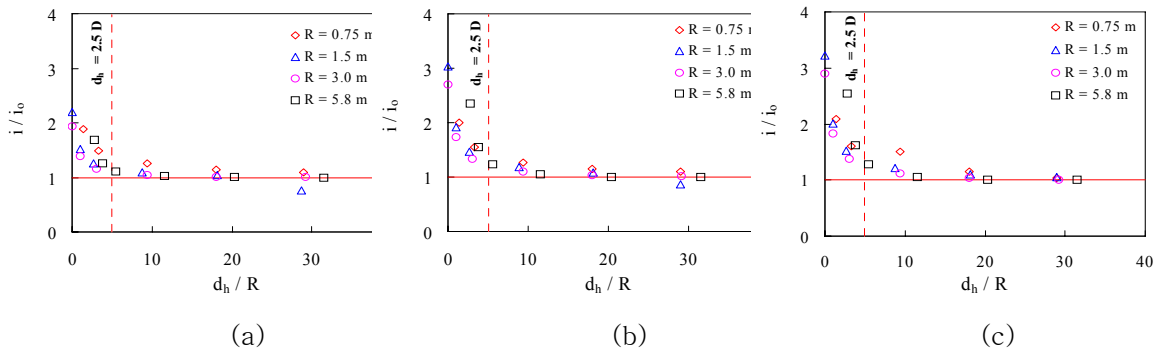 4
3
2
1
0
i / i₀
0
10
20
30
d_h / R
d_h = 2.5 D
R = 0.75 m
R = 1.5 m
R = 3.0 m
R = 5.8 m
(a)
4
3
2
1
0
i / i₀
0
10
20
30
d_h / R
d_h = 2.5 D
R = 0.75 m
R = 1.5 m
R = 3.0 m
R = 5.8 m
(b)
4
3
2
1
0
i / i₀
0
10
20
30
40
d_h / R
d_h = 2.5 D
R = 0.75 m
R = 1.5 m
R = 3.0 m
R = 5.8 m
(c)